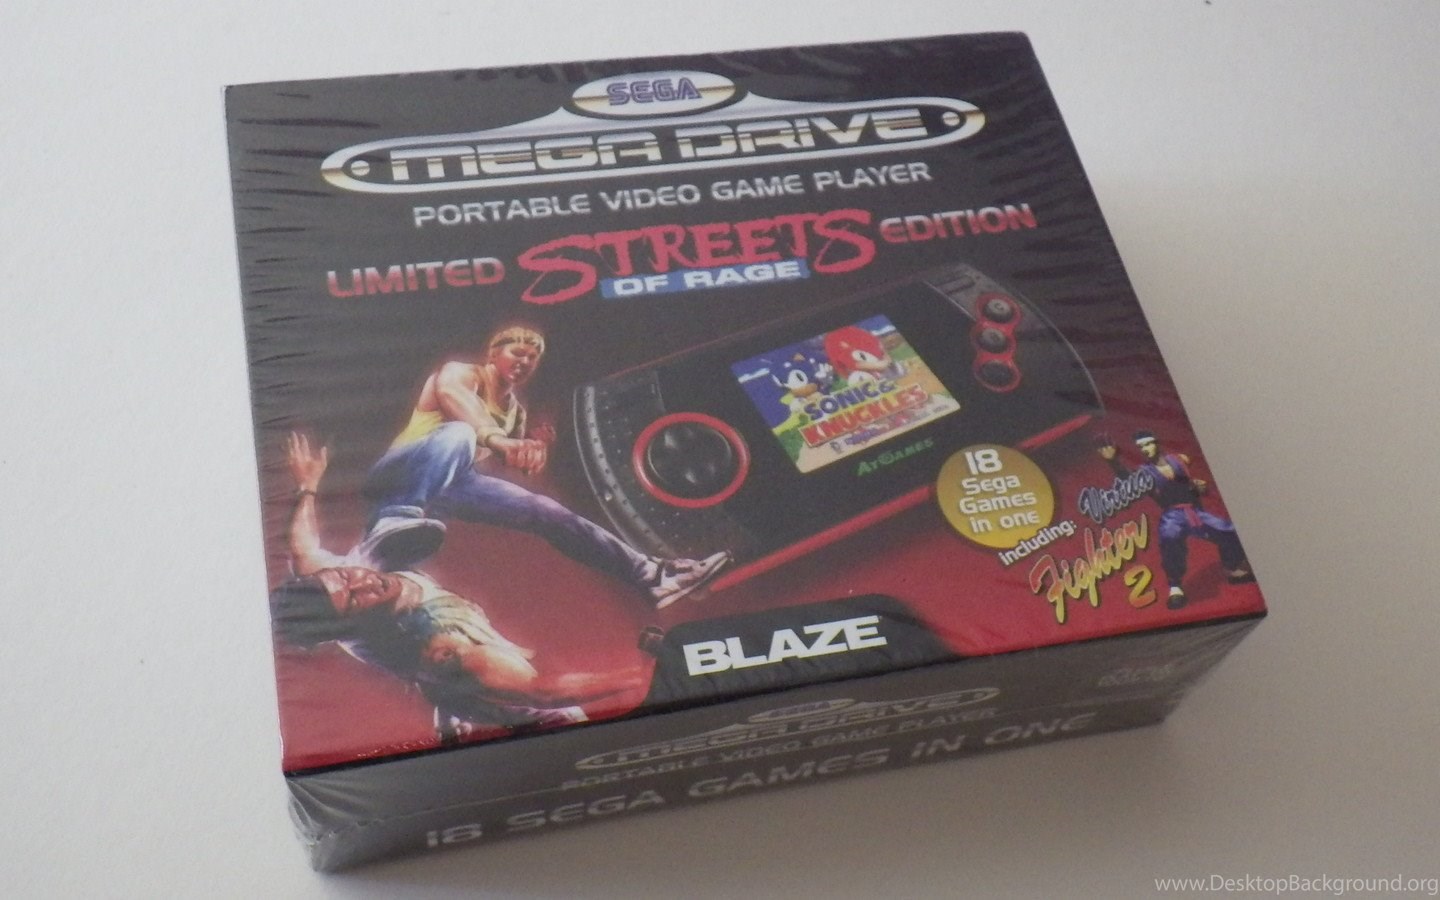 SEGA
MEGA DRIVE
PORTABLE VIDEO GAME PLAYER
LIMITED STREETS OF RAGE EDITION
SONIC &
KNUCKLES
ATGAMES
18
Sega
Games
in one
including:
Virtua
Fighter
2
BLAZE
SEGA
MEGA DRIVE
PORTABLE VIDEO GAME PLAYER
18 SEGA GAMES IN ONE
www.DesktopBackground.org